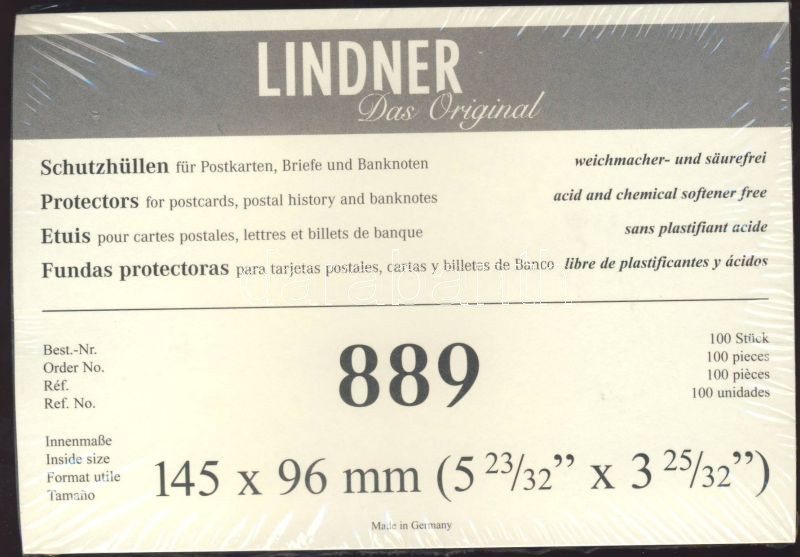 LINDNER
Das Original
Schutzhüllen für Postkarten, Briefe und Banknoten weichmacher- und säurefrei
Protectors for postcards, postal history and banknotes acid and chemical softener free
Etuis pour cartes postales, lettres et billets de banque sans plastifiant acide
Fundas protectoras para tarjetas postales, cartas y billetes de Banco libre de plastificantes y ácidos
Best.-Nr.
Order No.
Réf.
Ref. No.
889
100 Stück
100 pieces
100 pièces
100 unidades
Innenmaße
Inside size
Format utile
Tamaño
145 x 96 mm (5 23/32” x 3 25/32”)
Made in Germany